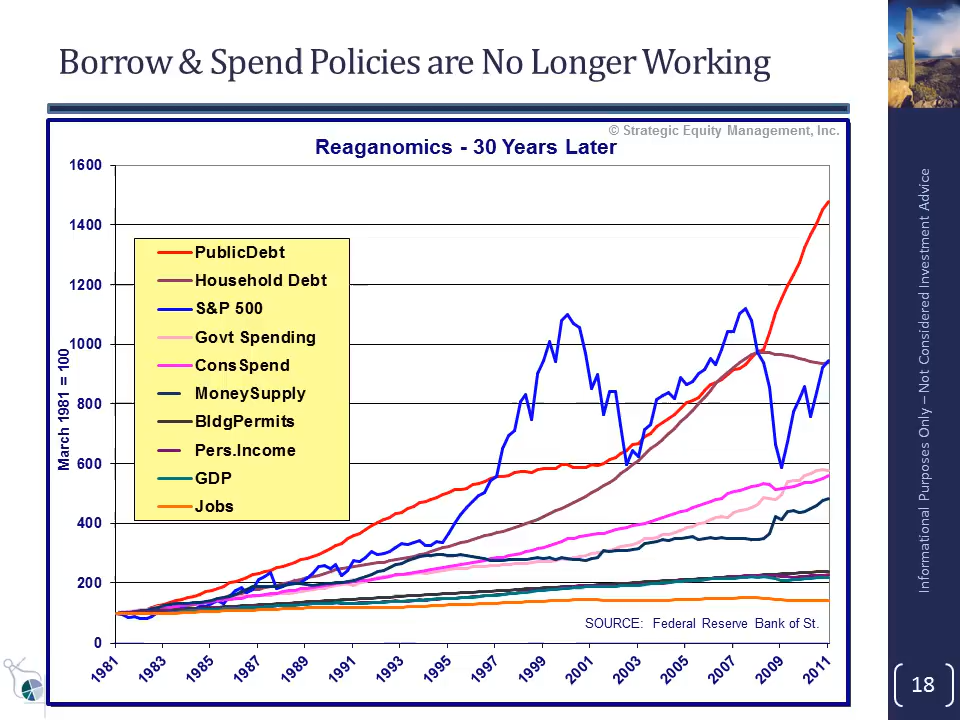 Borrow & Spend Policies are No Longer Working
© Strategic Equity Management, Inc.
Reaganomics - 30 Years Later
March 1981 = 100
1600
1400
1200
1000
800
600
400
200
0
PublicDebt
Household Debt
S&P 500
Govt Spending
ConsSpend
MoneySupply
BldgPermits
Pers.Income
GDP
Jobs
SOURCE: Federal Reserve Bank of St.
1981
1983
1985
1987
1989
1991
1993
1995
1997
1999
2001
2003
2005
2007
2009
2011
Informational Purposes Only – Not Considered Investment Advice
18